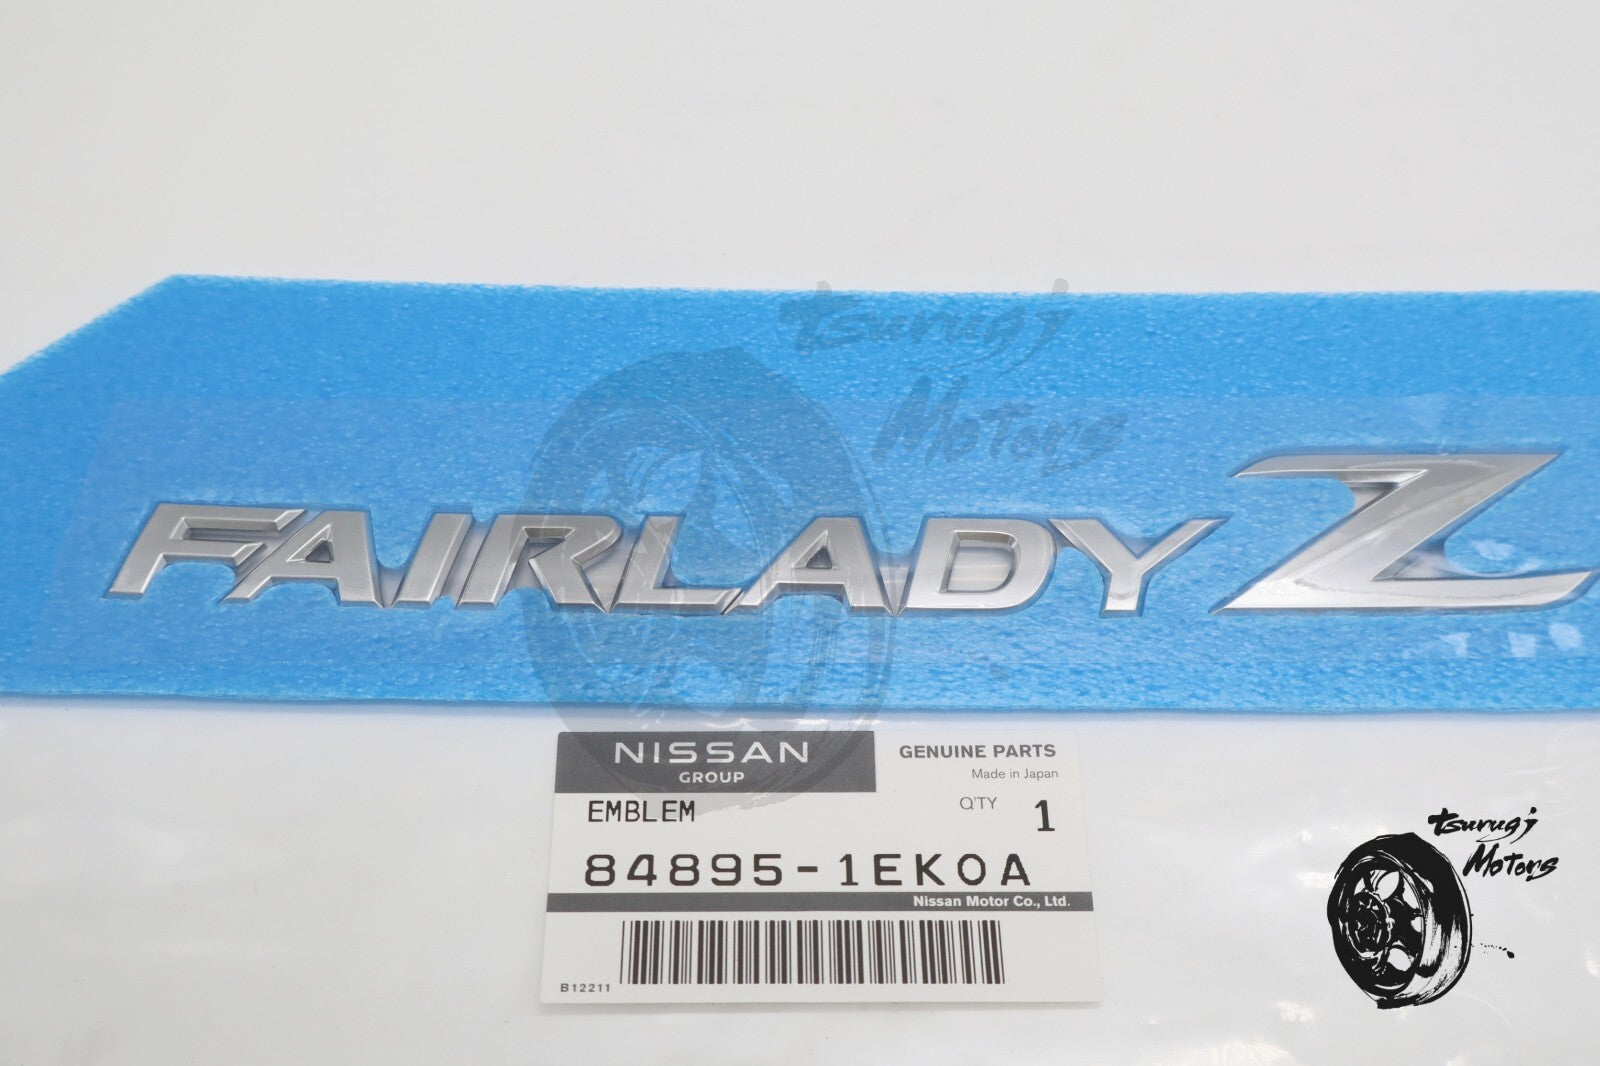 tsurugi
Motors
FAIRLADY Z
NISSAN
GROUP
GENUINE PARTS
Made in Japan
EMBLEM
Q'TY 1
84895-1EK0A
Nissan Motor Co., Ltd.
B12211
tsurugi
Motors